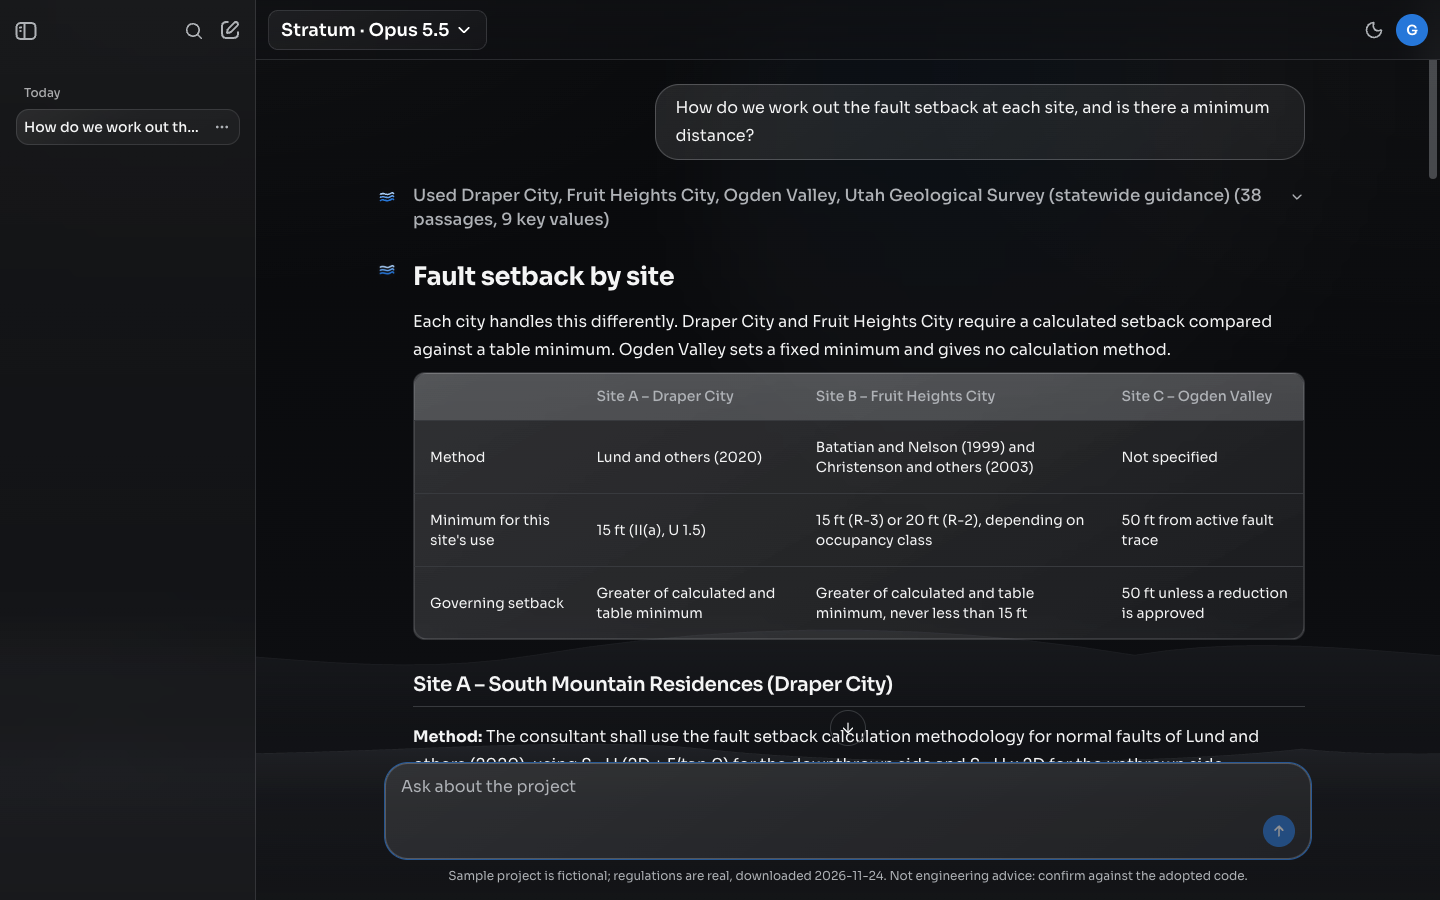 Stratum · Opus 5.5
G
Today
How do we work out th...
How do we work out the fault setback at each site, and is there a minimum
distance?
Used Draper City, Fruit Heights City, Ogden Valley, Utah Geological Survey (statewide guidance) (38
passages, 9 key values)
Fault setback by site
Each city handles this differently. Draper City and Fruit Heights City require a calculated setback compared
against a table minimum. Ogden Valley sets a fixed minimum and gives no calculation method.
Site A – Draper City
Site B – Fruit Heights City
Site C – Ogden Valley
Method
Lund and others (2020)
Batatian and Nelson (1999) and
Christenson and others (2003)
Not specified
Minimum for this
site's use
15 ft (II(a), U 1.5)
15 ft (R-3) or 20 ft (R-2), depending on
occupancy class
50 ft from active fault
trace
Governing setback
Greater of calculated and
table minimum
Greater of calculated and table
minimum, never less than 15 ft
50 ft unless a reduction
is approved
Site A – South Mountain Residences (Draper City)
Method: The consultant shall use the fault setback calculation methodology for normal faults of Lund and
Ask about the project
Sample project is fictional; regulations are real, downloaded 2026-11-24. Not engineering advice: confirm against the adopted code.